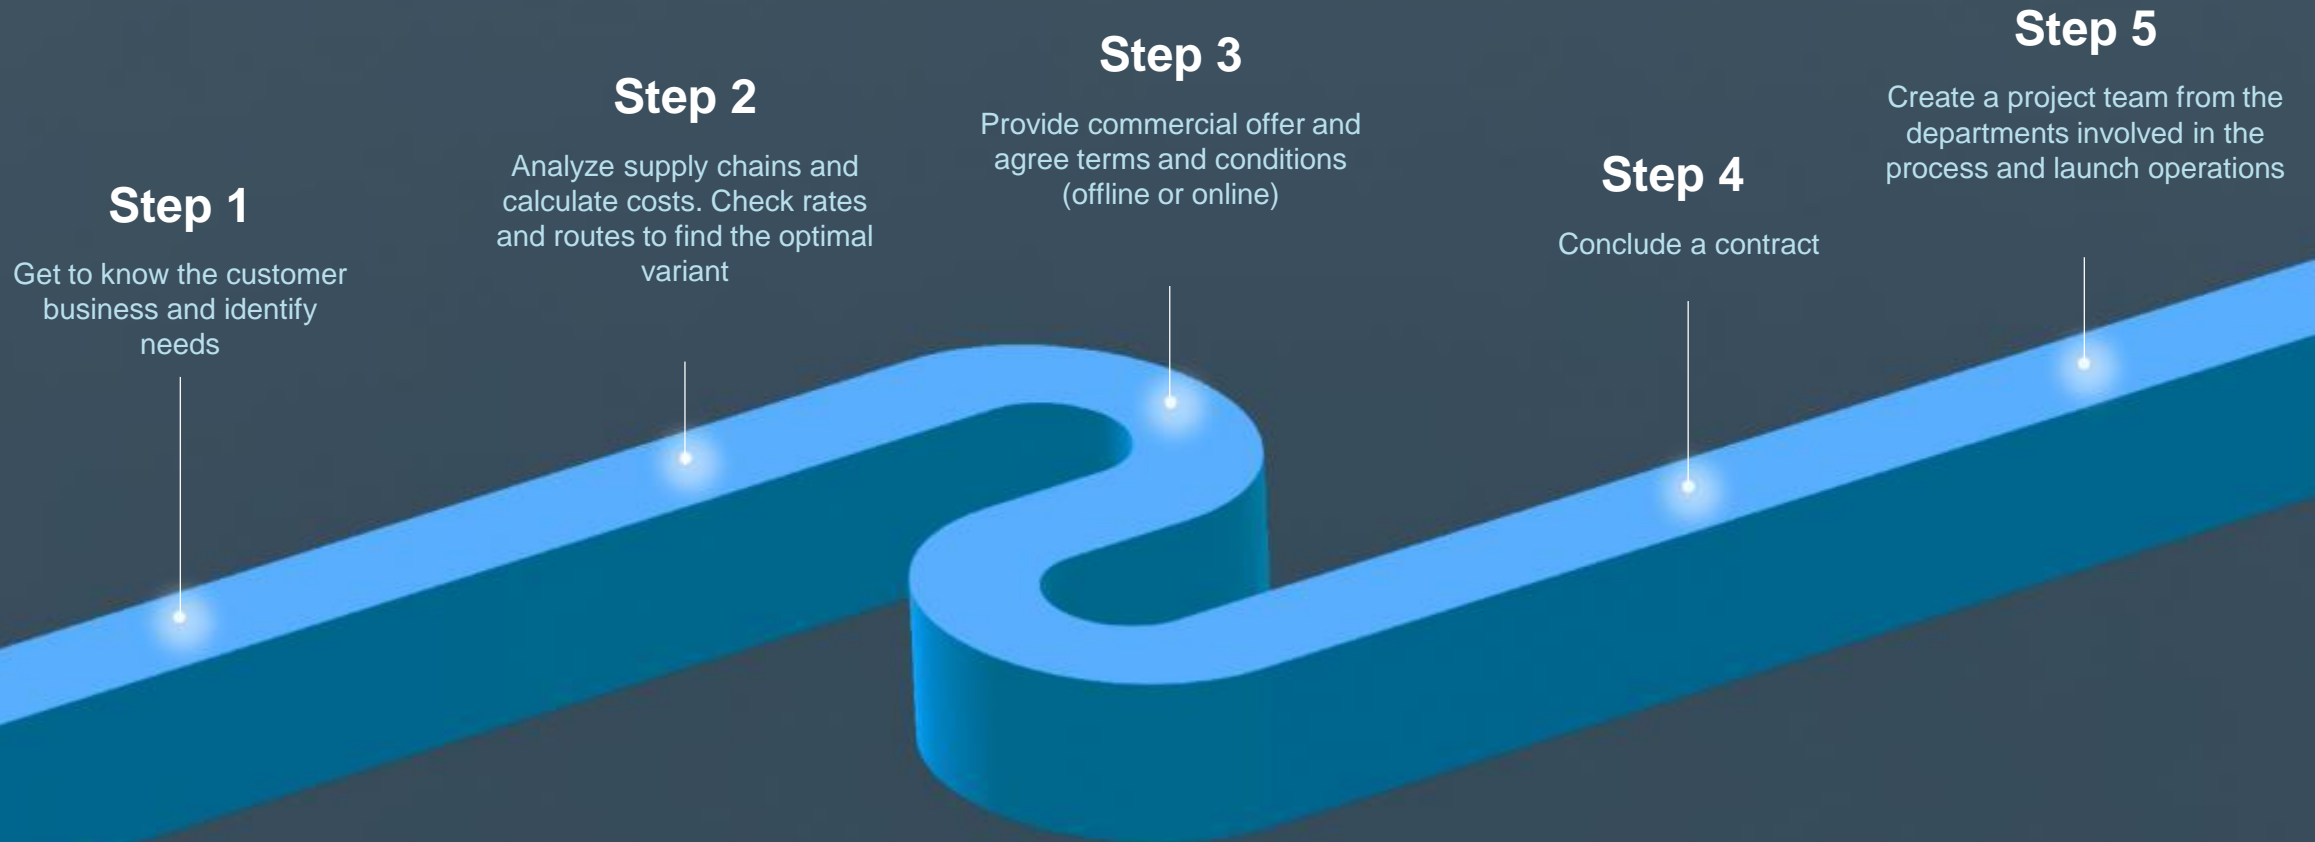 Step 1
Get to know the customer
business and identify
needs
Step 2
Analyze supply chains and
calculate costs. Check rates
and routes to find the optimal
variant
Step 3
Provide commercial offer and
agree terms and conditions
(offline or online)
Step 4
Conclude a contract
Step 5
Create a project team from the
departments involved in the
process and launch operations